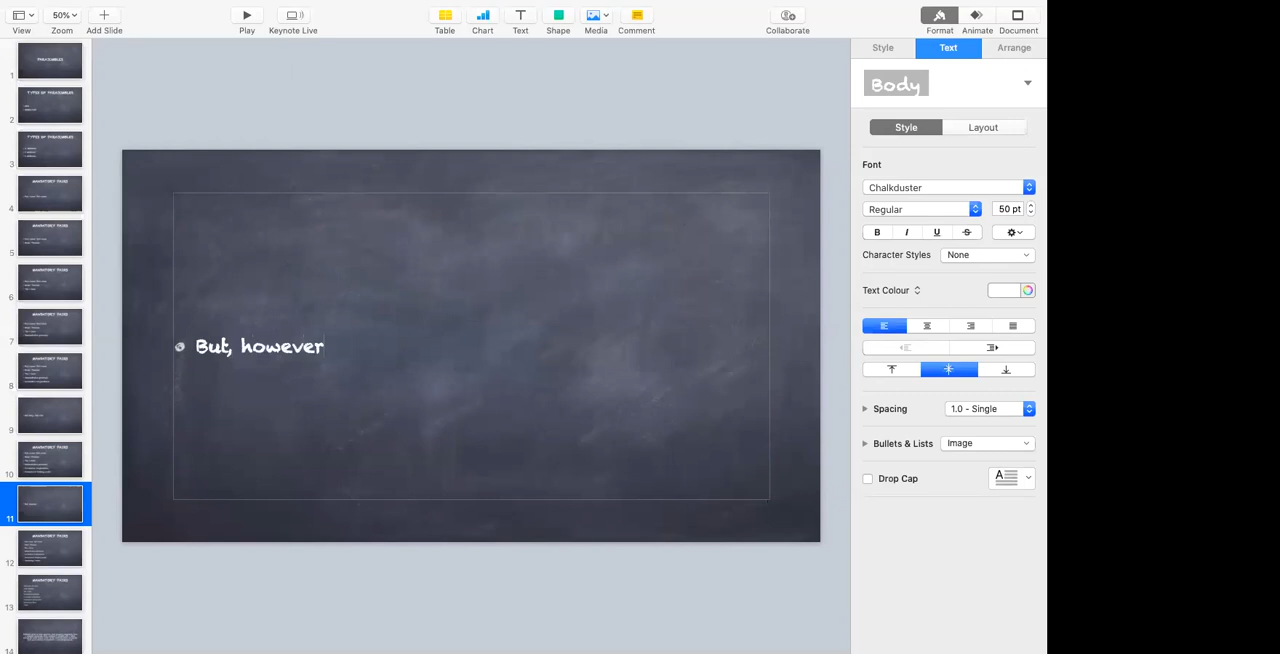 View
50%
Zoom
Add Slide
Play
Keynote Live
Table
Chart
Text
Shape
Media
Comment
Collaborate
Format
Animate
Document
Style
Text
Arrange
Body
Style
Layout
Font
Chalkduster
Regular
50 pt
B I U S
Character Styles
None
Text Colour
Spacing
1.0 - Single
Bullets & Lists
Image
Drop Cap
A
But, however
1
2
3
4
5
6
7
8
9
10
11
12
13
14